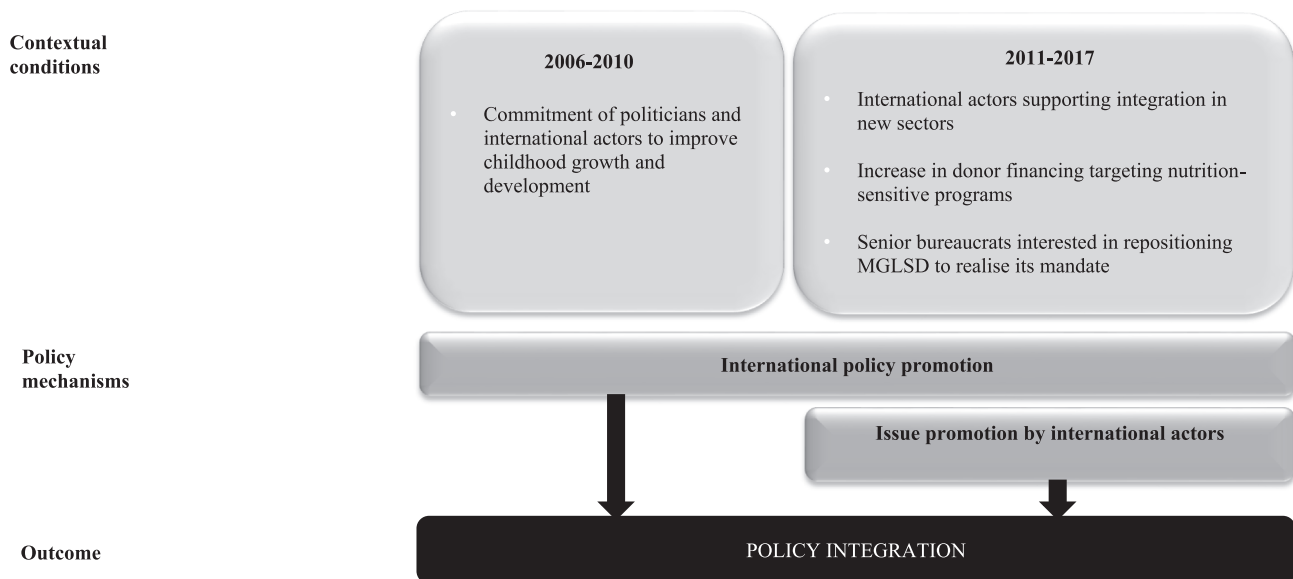 Contextual
conditions
2006-2010
• Commitment of politicians and
international actors to improve
childhood growth and
development
2011-2017
• International actors supporting integration in
new sectors
• Increase in donor financing targeting nutrition-
sensitive programs
• Senior bureaucrats interested in repositioning
MGLSD to realise its mandate
Policy
mechanisms
International policy promotion
Issue promotion by international actors
Outcome
POLICY INTEGRATION